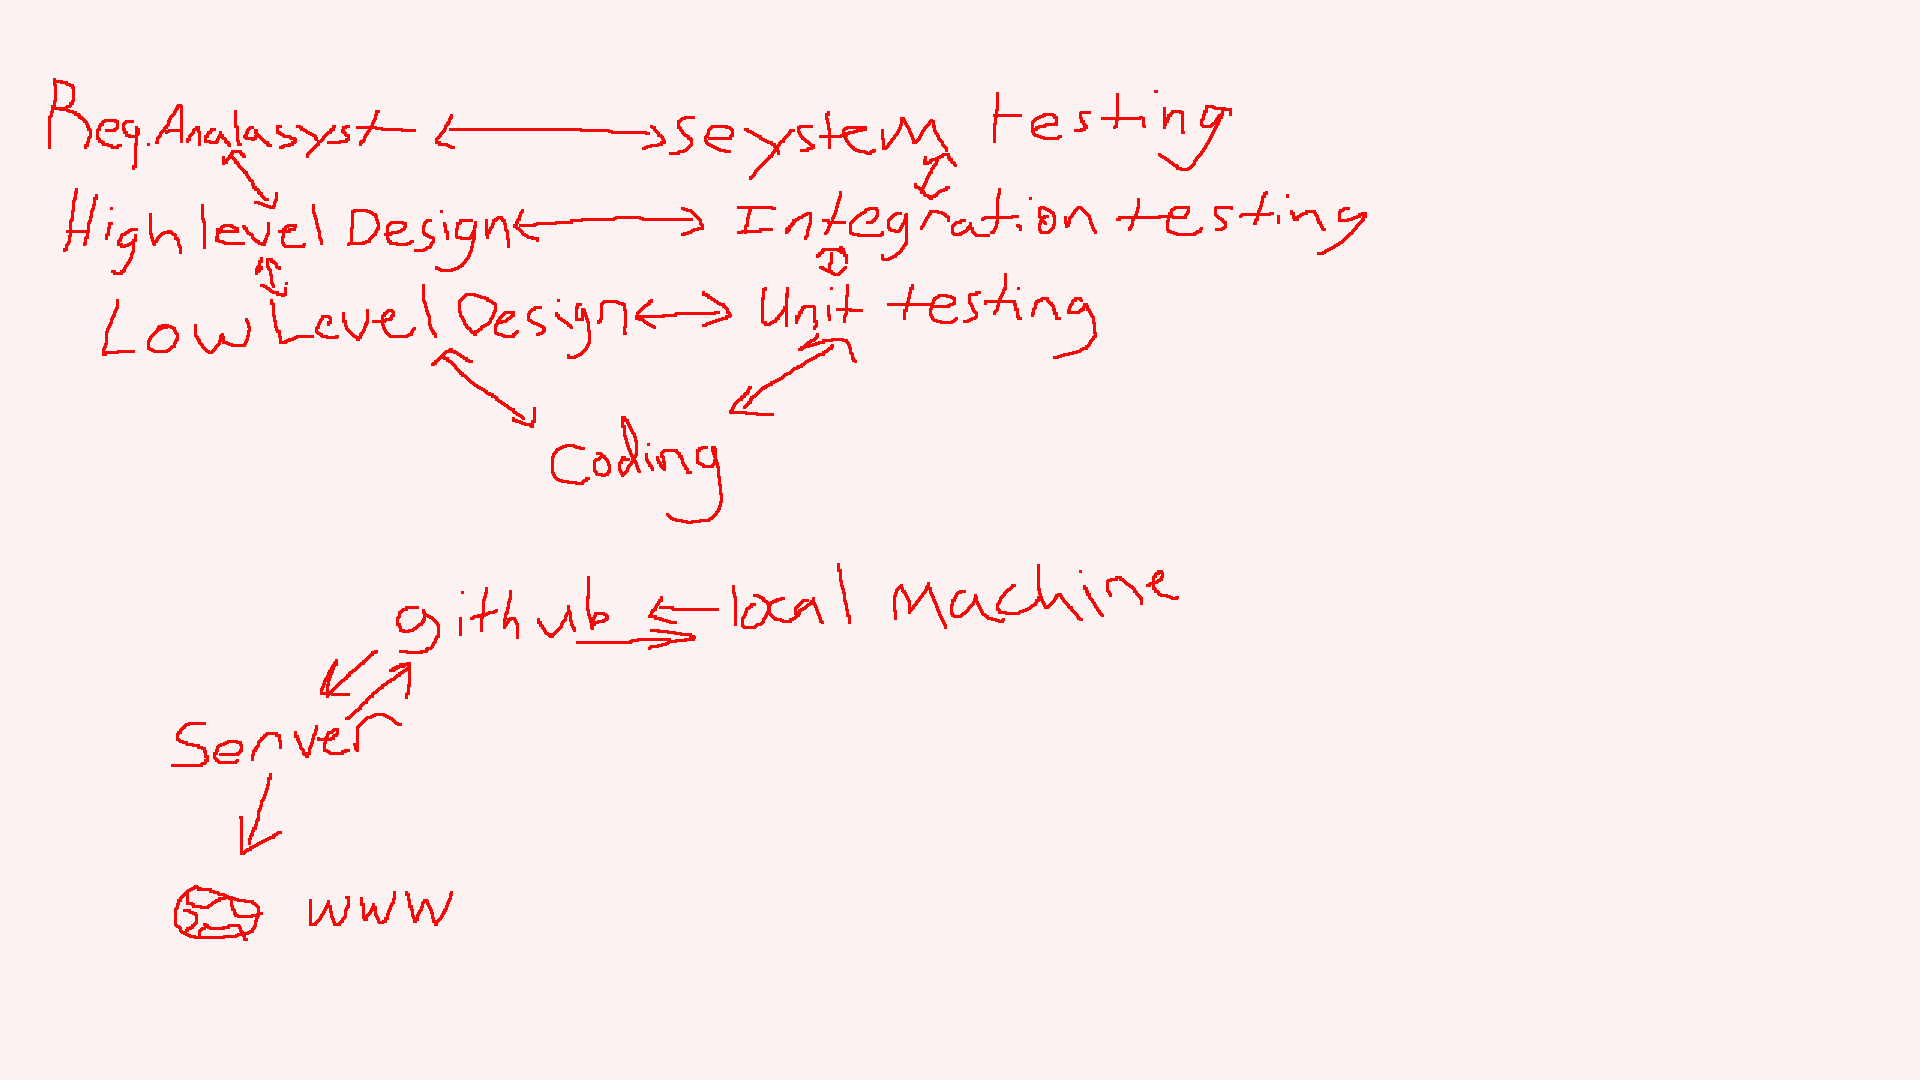 Req. Analasyst seystem testing
High level Design Integration testing
Low Level Design Unit testing
Coding
github local Machine
Server
www